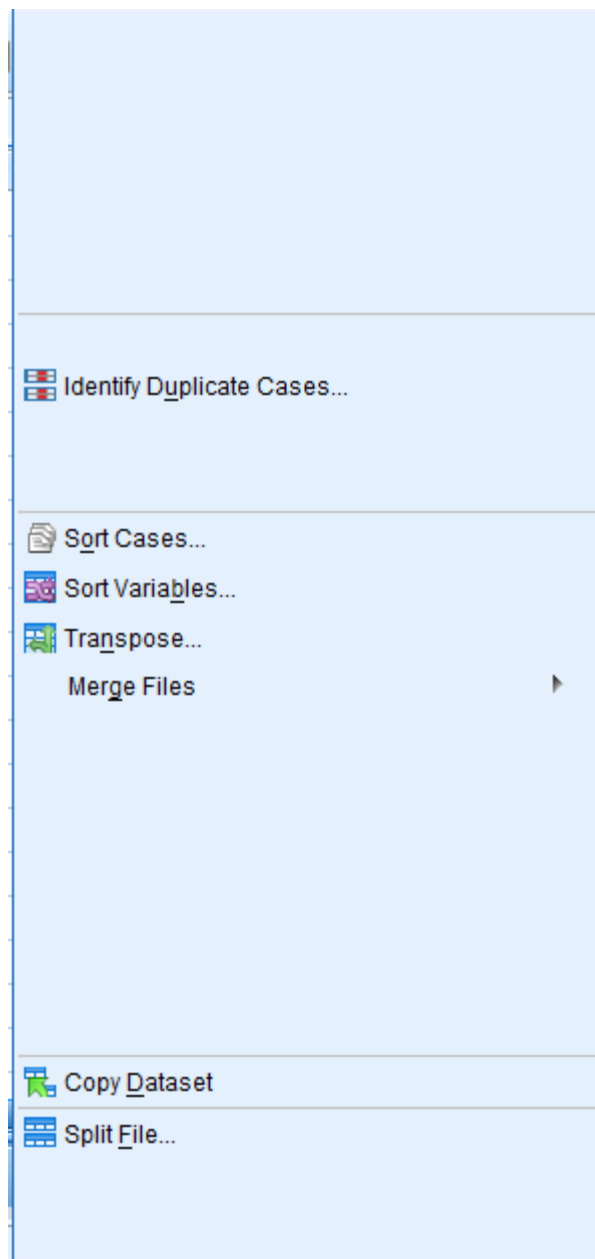 Identify Duplicate Cases...
Sort Cases...
Sort Variables...
Transpose...
Merge Files
Copy Dataset
Split File...